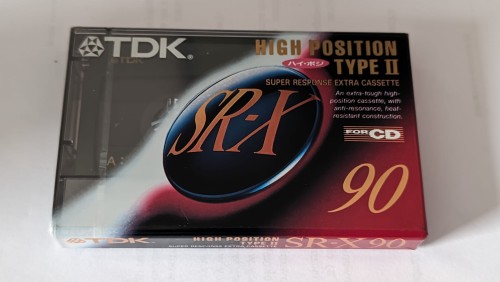 TDK®
HIGH POSITION
ハイ・ポジ TYPE II
SUPER RESPONSE EXTRA CASSETTE
An extra-tough high-
position cassette, with
anti-resonance, heat-
resistant construction.
SR-X
FOR CD
A
90
TDK
HIGH POSITION
TYPE II
SUPER RESPONSE EXTRA CASSETTE
SR-X 90